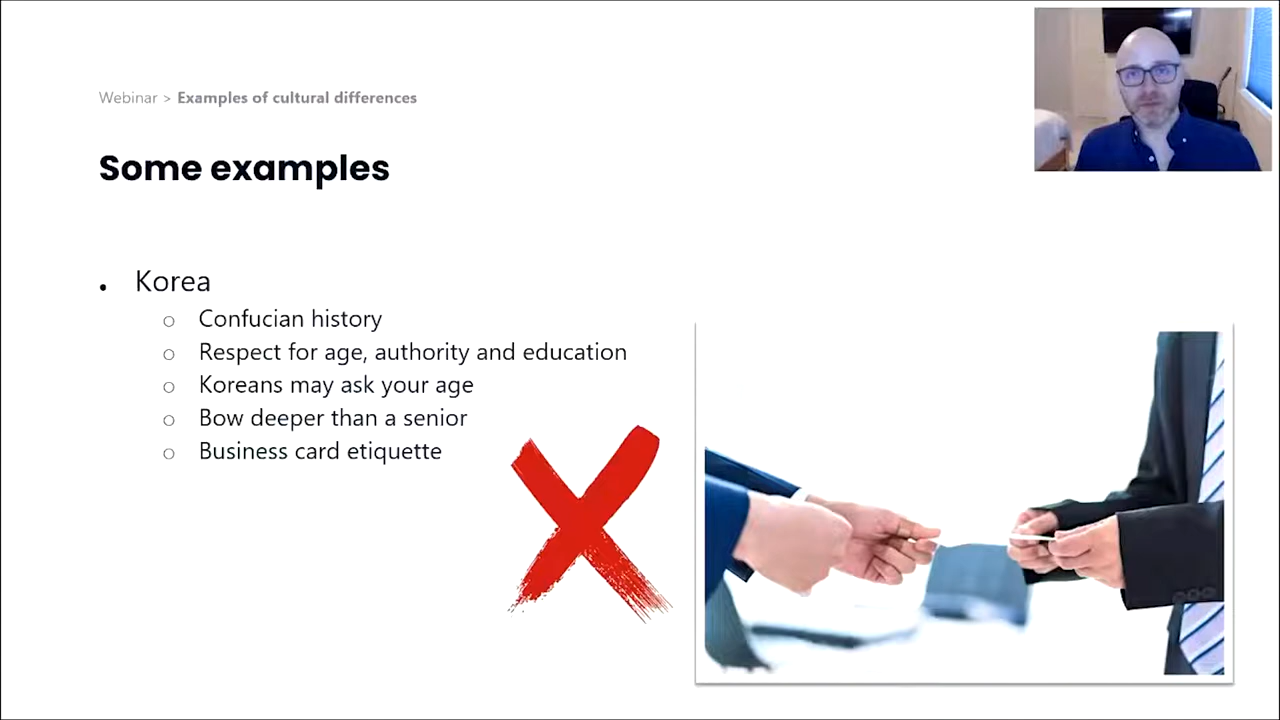 Webinar > Examples of cultural differences
Some examples
• Korea
○ Confucian history
○ Respect for age, authority and education
○ Koreans may ask your age
○ Bow deeper than a senior
○ Business card etiquette